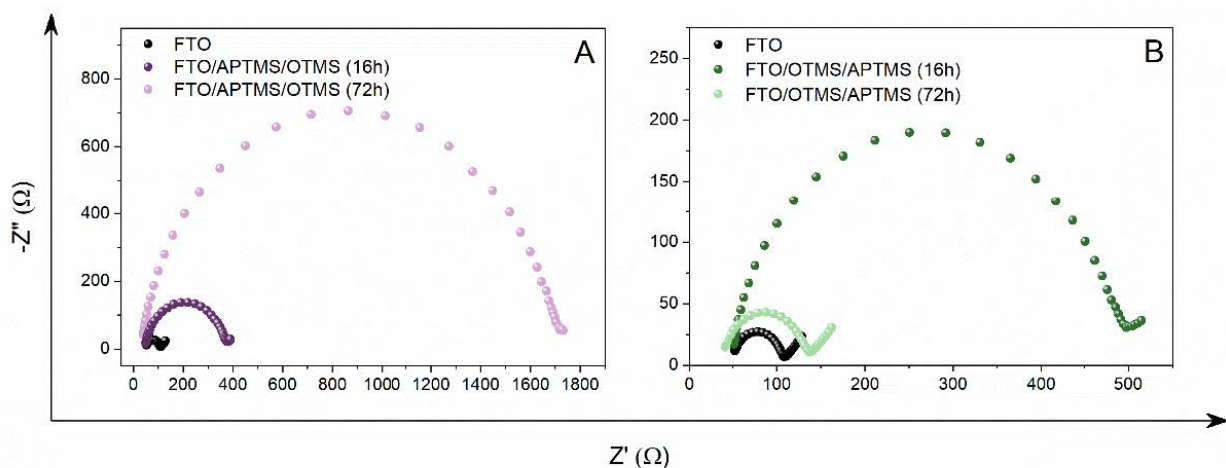 A
FTO
FTO/APTMS/OTMS (16h)
FTO/APTMS/OTMS (72h)
800
600
400
200
0
0 200 400 600 800 1000 1200 1400 1600 1800
B
FTO
FTO/OTMS/APTMS (16h)
FTO/OTMS/APTMS (72h)
250
200
150
100
50
0
0 100 200 300 400 500
-Z'' (Ω)
Z' (Ω)